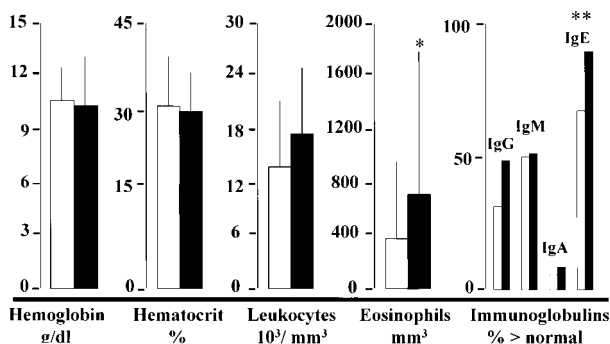 15
12
9
6
3
0
45
30
15
0
30
24
18
12
6
0
2000
1600
1200
800
400
0
*
100
50
0
**
IgE
IgM
IgG
IgA
Hemoglobin
g/dl
Hematocrit
%
Leukocytes
10³/ mm³
Eosinophils
mm³
Immunoglobulins
% > normal